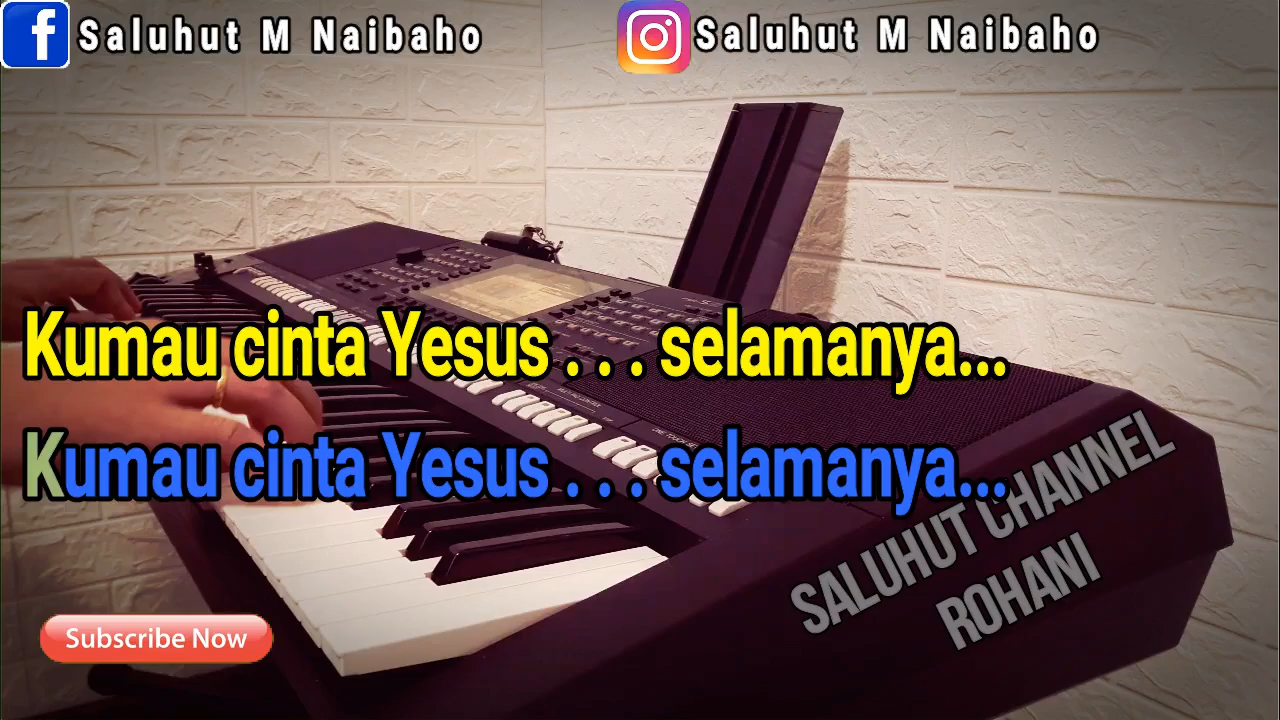 Saluhut M Naibaho
Saluhut M Naibaho
Kumau cinta Yesus . . . selamanya...
Kumau cinta Yesus . . . selamanya...
SALUHUT CHANNEL
ROHANI
Subscribe Now